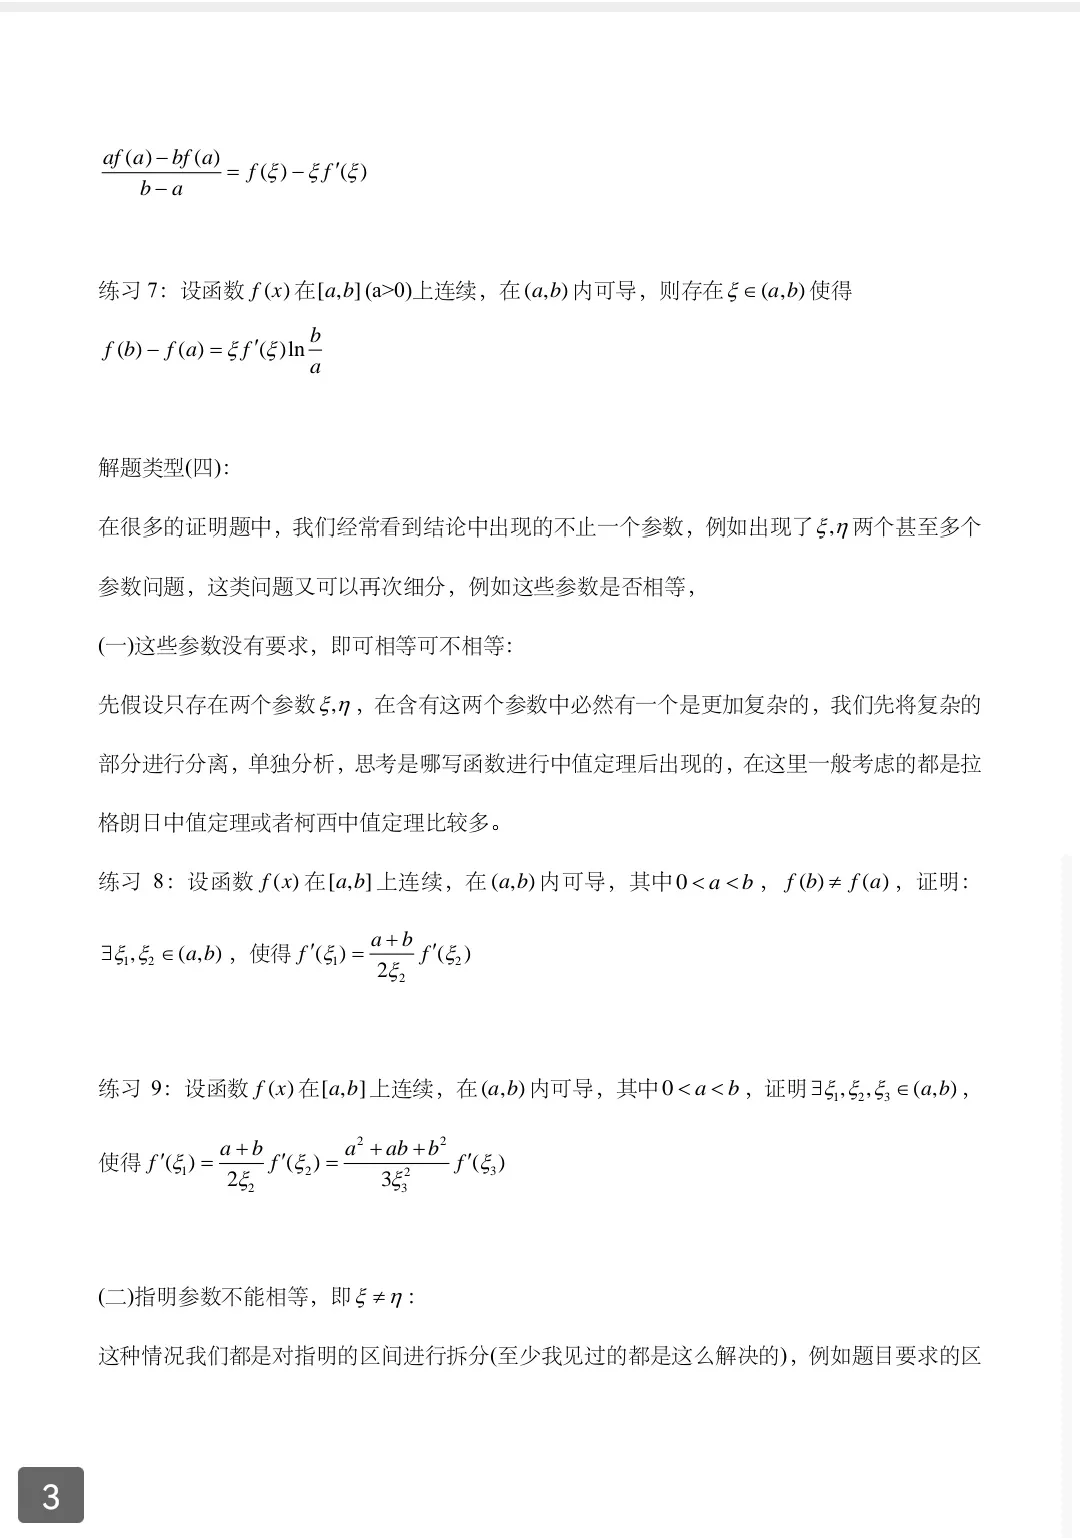 \frac{af(a)-bf(a)}{b-a}=f(\xi)-\xi f'(\xi)
练习 7：设函数 f(x) 在[a,b](a>0)上连续，在(a,b)内可导，则存在 ξ∈(a,b) 使得
f(b)-f(a)=\xi f'(\xi)\ln\frac{b}{a}
解题类型(四)：
在很多的证明题中，我们经常看到结论中出现的不止一个参数，例如出现了ξ,η两个甚至多个
参数问题，这类问题又可以再次细分，例如这些参数是否相等，
(一)这些参数没有要求，即可相等可不相等：
先假设只存在两个参数ξ,η，在含有这两个参数中必然有一个是更加复杂的，我们先将复杂的
部分进行分离，单独分析，思考是哪写函数进行中值定理后出现的，在这里一般考虑的都是拉
格朗日中值定理或者柯西中值定理比较多。
练习 8：设函数 f(x) 在[a,b]上连续，在(a,b)内可导，其中0<a<b，f(b)≠f(a)，证明：
\exists\xi_1,\xi_2\in(a,b)，使得 f'(\xi_1)=\frac{a+b}{2\xi_2}f'(\xi_2)
练习 9：设函数 f(x) 在[a,b]上连续，在(a,b)内可导，其中0<a<b，证明\exists\xi_1,\xi_2,\xi_3\in(a,b)，
使得 f'(\xi_1)=\frac{a+b}{2\xi_2}f'(\xi_2)=\frac{a^2+ab+b^2}{3\xi_3^2}f'(\xi_3)
(二)指明参数不能相等，即 ξ≠η：
这种情况我们都是对指明的区间进行拆分(至少我见过的都是这么解决的)，例如题目要求的区
3